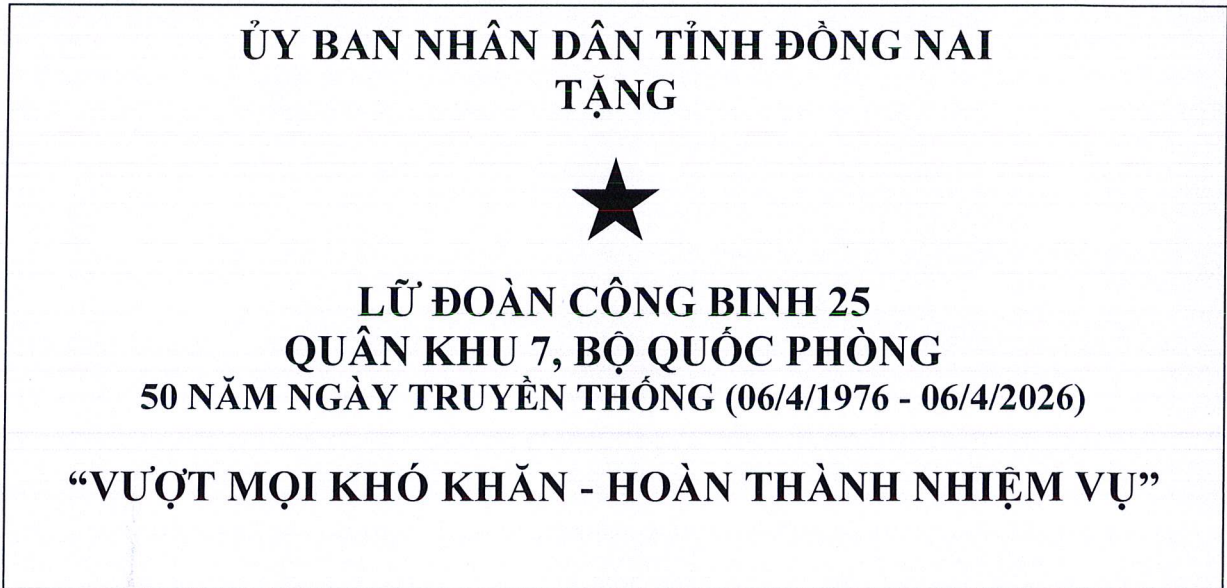 ỦY BAN NHÂN DÂN TỈNH ĐỒNG NAI
TẶNG
LỮ ĐOÀN CÔNG BINH 25
QUÂN KHU 7, BỘ QUỐC PHÒNG
50 NĂM NGÀY TRUYỀN THỐNG (06/4/1976 - 06/4/2026)
“VƯỢT MỌI KHÓ KHĂN - HOÀN THÀNH NHIỆM VỤ”